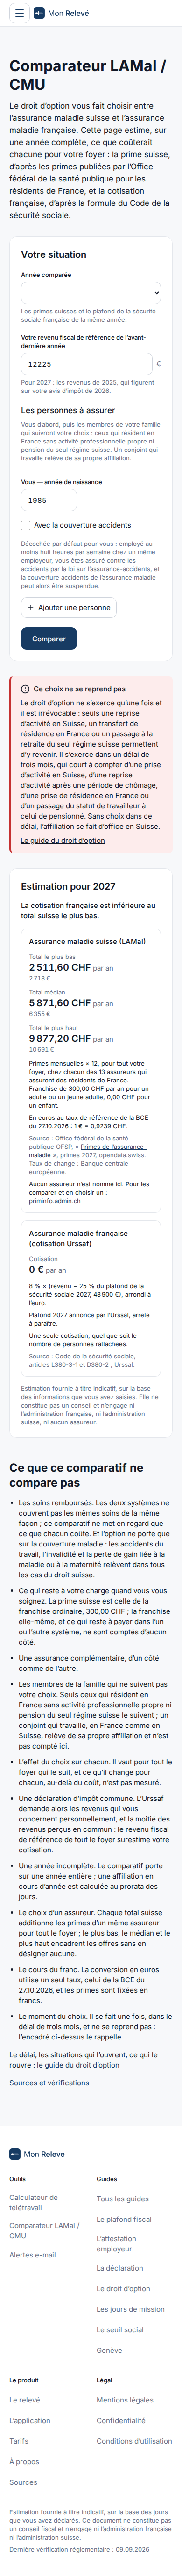 Mon Relevé
Comparateur LAMal /
CMU
Le droit d’option vous fait choisir entre
l’assurance maladie suisse et l’assurance
maladie française. Cette page estime, sur
une année complète, ce que coûterait
chacune pour votre foyer : la prime suisse,
d’après les primes publiées par l’Office
fédéral de la santé publique pour les
résidents de France, et la cotisation
française, d’après la formule du Code de la
sécurité sociale.
Votre situation
Année comparée
Les primes suisses et le plafond de la sécurité
sociale française de la même année.
Votre revenu fiscal de référence de l’avant-
dernière année
12225 €
Pour 2027 : les revenus de 2025, qui figurent
sur votre avis d’impôt de 2026.
Les personnes à assurer
Vous d’abord, puis les membres de votre famille
qui suivront votre choix : ceux qui résident en
France sans activité professionnelle propre ni
pension du seul régime suisse. Un conjoint qui
travaille relève de sa propre affiliation.
Vous — année de naissance
1985
Avec la couverture accidents
Décochée par défaut pour vous : employé au
moins huit heures par semaine chez un même
employeur, vous êtes assuré contre les
accidents par la loi sur l’assurance-accidents, et
la couverture accidents de l’assurance maladie
peut alors être suspendue.
+ Ajouter une personne
Comparer
Ce choix ne se reprend pas
Le droit d’option ne s’exerce qu’une fois et
il est irrévocable : seuls une reprise
d’activité en Suisse, un transfert de
résidence en France ou un passage à la
retraite du seul régime suisse permettent
d’y revenir. Il s’exerce dans un délai de
trois mois, qui court à compter d’une prise
d’activité en Suisse, d’une reprise
d’activité après une période de chômage,
d’une prise de résidence en France ou
d’un passage du statut de travailleur à
celui de pensionné. Sans choix dans ce
délai, l’affiliation se fait d’office en Suisse.
Le guide du droit d’option
Estimation pour 2027
La cotisation française est inférieure au
total suisse le plus bas.
Assurance maladie suisse (LAMal)
Total le plus bas
2 511,60 CHF par an
2 718 €
Total médian
5 871,60 CHF par an
6 355 €
Total le plus haut
9 877,20 CHF par an
10 691 €
Primes mensuelles × 12, pour tout votre
foyer, chez chacun des 13 assureurs qui
assurent des résidents de France.
Franchise de 300,00 CHF par an pour un
adulte ou un jeune adulte, 0,00 CHF pour
un enfant.
En euros au taux de référence de la BCE
du 27.10.2026 : 1 € = 0,9239 CHF.
Source : Office fédéral de la santé
publique OFSP, « Primes de l’assurance-
maladie », primes 2027, opendata.swiss.
Taux de change : Banque centrale
européenne.
Aucun assureur n’est nommé ici. Pour les
comparer et en choisir un :
priminfo.admin.ch
Assurance maladie française
(cotisation Urssaf)
Cotisation
0 € par an
8 % × (revenu − 25 % du plafond de la
sécurité sociale 2027, 48 900 €), arrondi à
l’euro.
Plafond 2027 annoncé par l’Urssaf, arrêté
à paraître.
Une seule cotisation, quel que soit le
nombre de personnes rattachées.
Source : Code de la sécurité sociale,
articles L380-3-1 et D380-2 ; Urssaf.
Estimation fournie à titre indicatif, sur la base
des informations que vous avez saisies. Elle ne
constitue pas un conseil et n’engage ni
l’administration française, ni l’administration
suisse, ni aucun assureur.
Ce que ce comparatif ne
compare pas
• Les soins remboursés. Les deux systèmes ne
couvrent pas les mêmes soins de la même
façon ; ce comparatif ne met en regard que
ce que chacun coûte. Et l’option ne porte que
sur la couverture maladie : les accidents du
travail, l’invalidité et la perte de gain liée à la
maladie ou à la maternité relèvent dans tous
les cas du droit suisse.
• Ce qui reste à votre charge quand vous vous
soignez. La prime suisse est celle de la
franchise ordinaire, 300,00 CHF ; la franchise
elle-même, et ce qui reste à payer dans l’un
ou l’autre système, ne sont comptés d’aucun
côté.
• Une assurance complémentaire, d’un côté
comme de l’autre.
• Les membres de la famille qui ne suivent pas
votre choix. Seuls ceux qui résident en
France sans activité professionnelle propre ni
pension du seul régime suisse le suivent ; un
conjoint qui travaille, en France comme en
Suisse, relève de sa propre affiliation et n’est
pas compté ici.
• L’effet du choix sur chacun. Il vaut pour tout le
foyer qui le suit, et ce qu’il change pour
chacun, au-delà du coût, n’est pas mesuré.
• Une déclaration d’impôt commune. L’Urssaf
demande alors les revenus qui vous
concernent personnellement, et la moitié des
revenus perçus en commun : le revenu fiscal
de référence de tout le foyer surestime votre
cotisation.
• Une année incomplète. Le comparatif porte
sur une année entière ; une affiliation en
cours d’année est calculée au prorata des
jours.
• Le choix d’un assureur. Chaque total suisse
additionne les primes d’un même assureur
pour tout le foyer ; le plus bas, le médian et le
plus haut encadrent les offres sans en
désigner aucune.
• Le cours du franc. La conversion en euros
utilise un seul taux, celui de la BCE du
27.10.2026, et les primes sont fixées en
francs.
• Le moment du choix. Il se fait une fois, dans le
délai de trois mois, et ne se reprend pas :
l’encadré ci-dessus le rappelle.
Le délai, les situations qui l’ouvrent, ce qui le
rouvre : le guide du droit d’option
Sources et vérifications
Mon Relevé
Outils
Calculateur de
télétravail
Comparateur LAMal /
CMU
Alertes e-mail
Guides
Tous les guides
Le plafond fiscal
L’attestation
employeur
La déclaration
Le droit d’option
Les jours de mission
Le seuil social
Genève
Le produit
Le relevé
L’application
Tarifs
À propos
Sources
Légal
Mentions légales
Confidentialité
Conditions d’utilisation
Estimation fournie à titre indicatif, sur la base des jours
que vous avez déclarés. Ce document ne constitue pas
un conseil fiscal et n’engage ni l’administration française
ni l’administration suisse.
Dernière vérification réglementaire : 09.09.2026